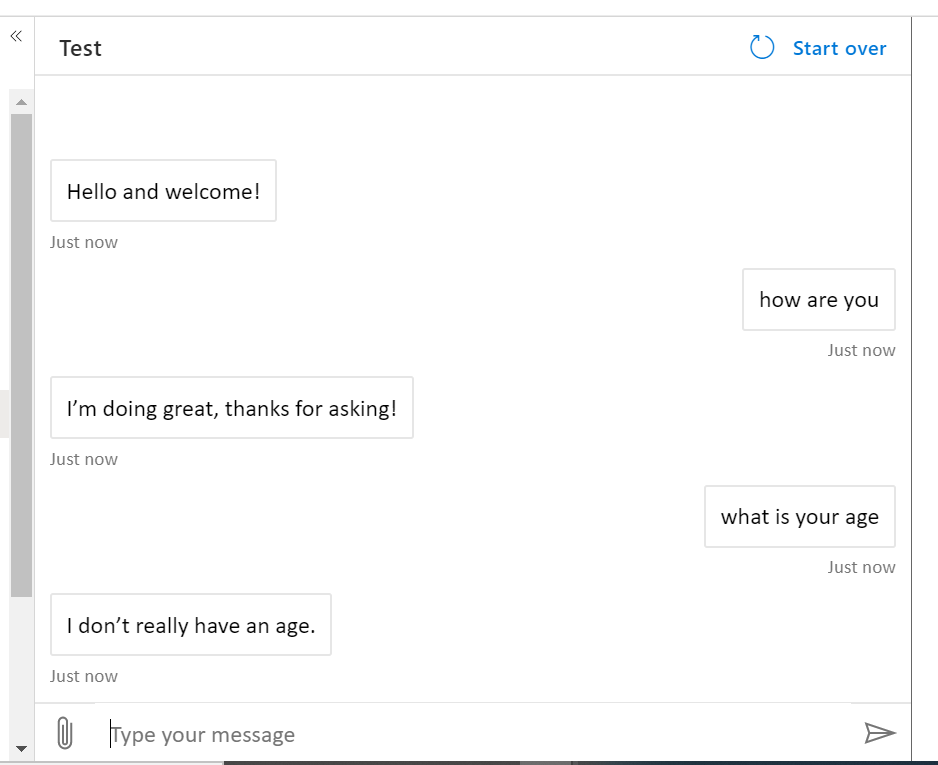 Test
Start over
Hello and welcome!
Just now
how are you
Just now
I’m doing great, thanks for asking!
Just now
what is your age
Just now
I don’t really have an age.
Just now
Type your message